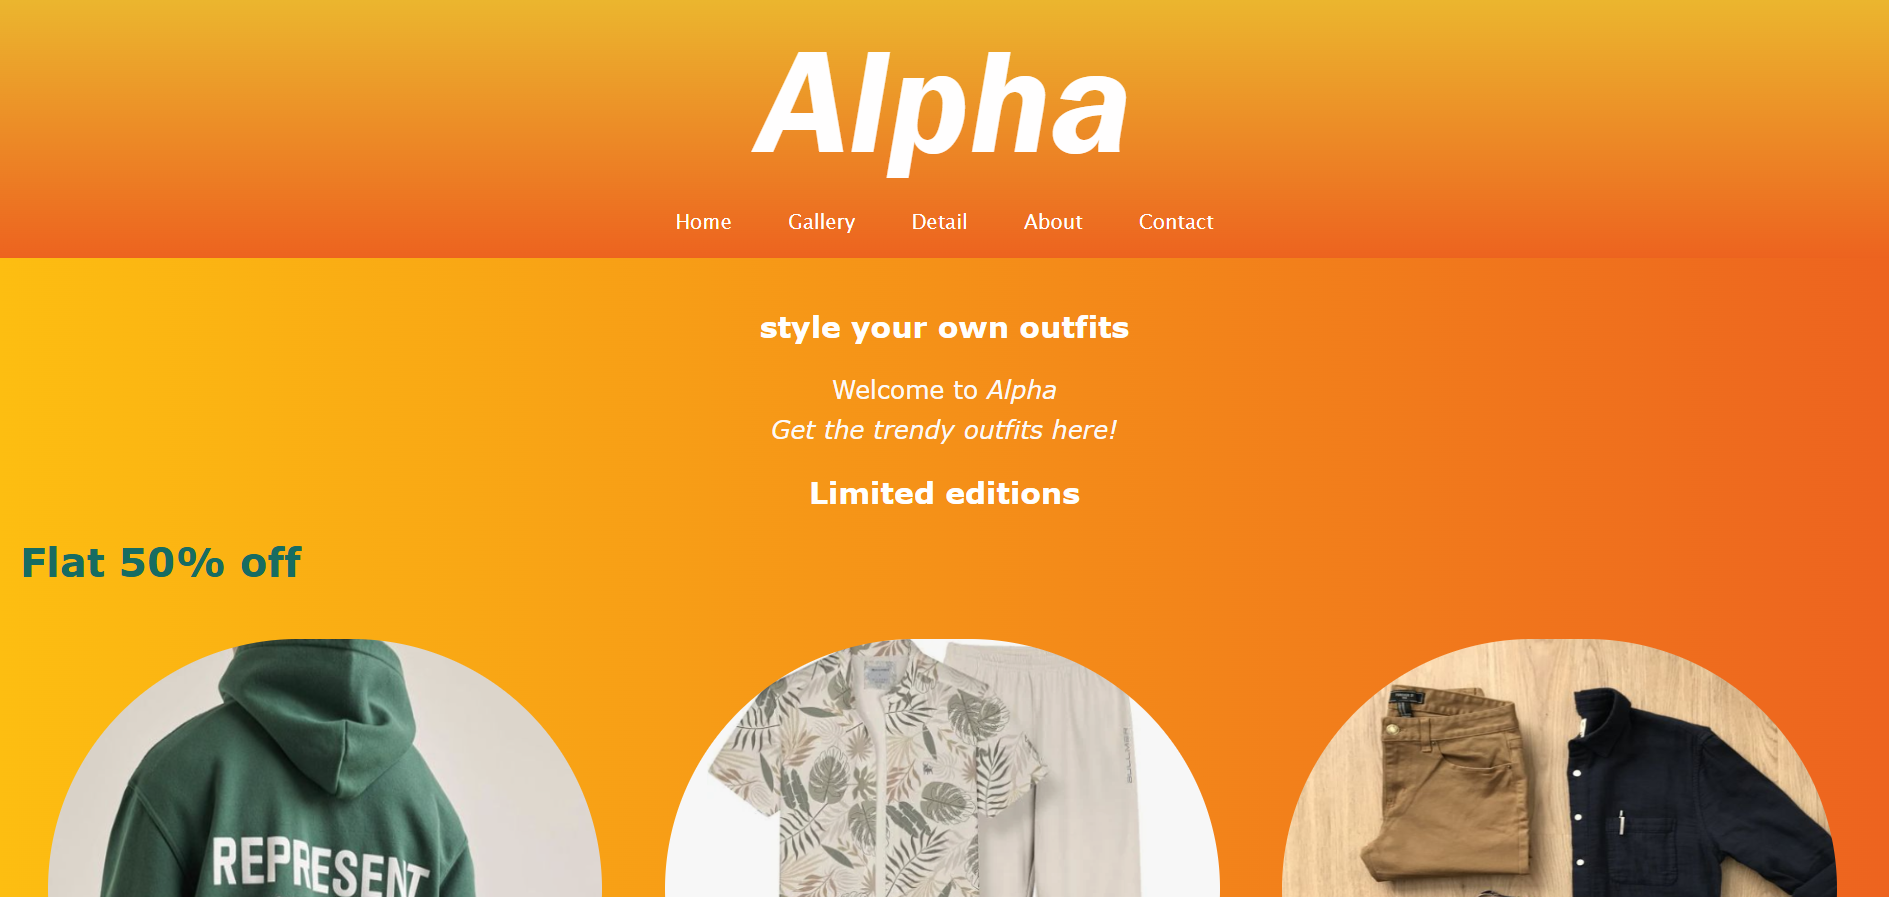 Alpha
Home Gallery Detail About Contact
style your own outfits
Welcome to Alpha
Get the trendy outfits here!
Limited editions
Flat 50% off
REPRESENT